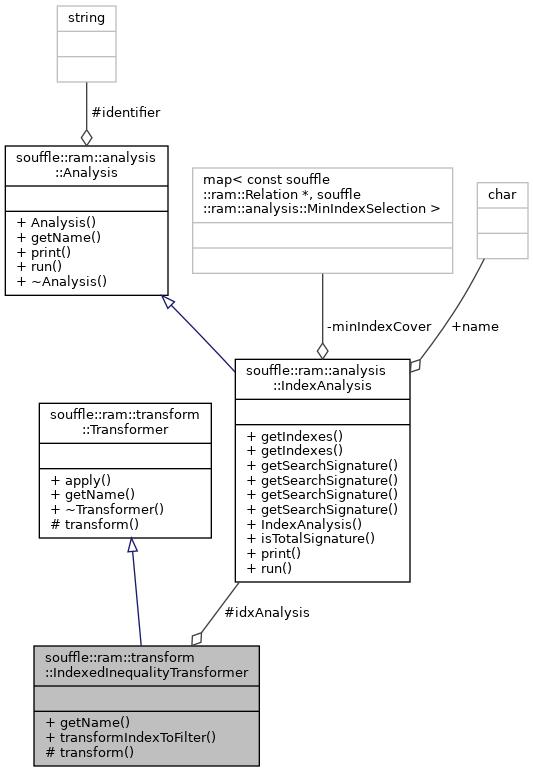 string
#identifier
souffle::ram::analysis
::Analysis
+ Analysis()
+ getName()
+ print()
+ run()
+ ~Analysis()
map< const souffle
::ram::Relation *, souffle
::ram::analysis::MinIndexSelection >
char
-minIndexCover
+name
souffle::ram::analysis
::IndexAnalysis
+ getIndexes()
+ getIndexes()
+ getSearchSignature()
+ getSearchSignature()
+ getSearchSignature()
+ getSearchSignature()
+ IndexAnalysis()
+ isTotalSignature()
+ print()
+ run()
souffle::ram::transform
::Transformer
+ apply()
+ getName()
+ ~Transformer()
# transform()
#idxAnalysis
souffle::ram::transform
::IndexedInequalityTransformer
+ getName()
+ transformIndexToFilter()
# transform()